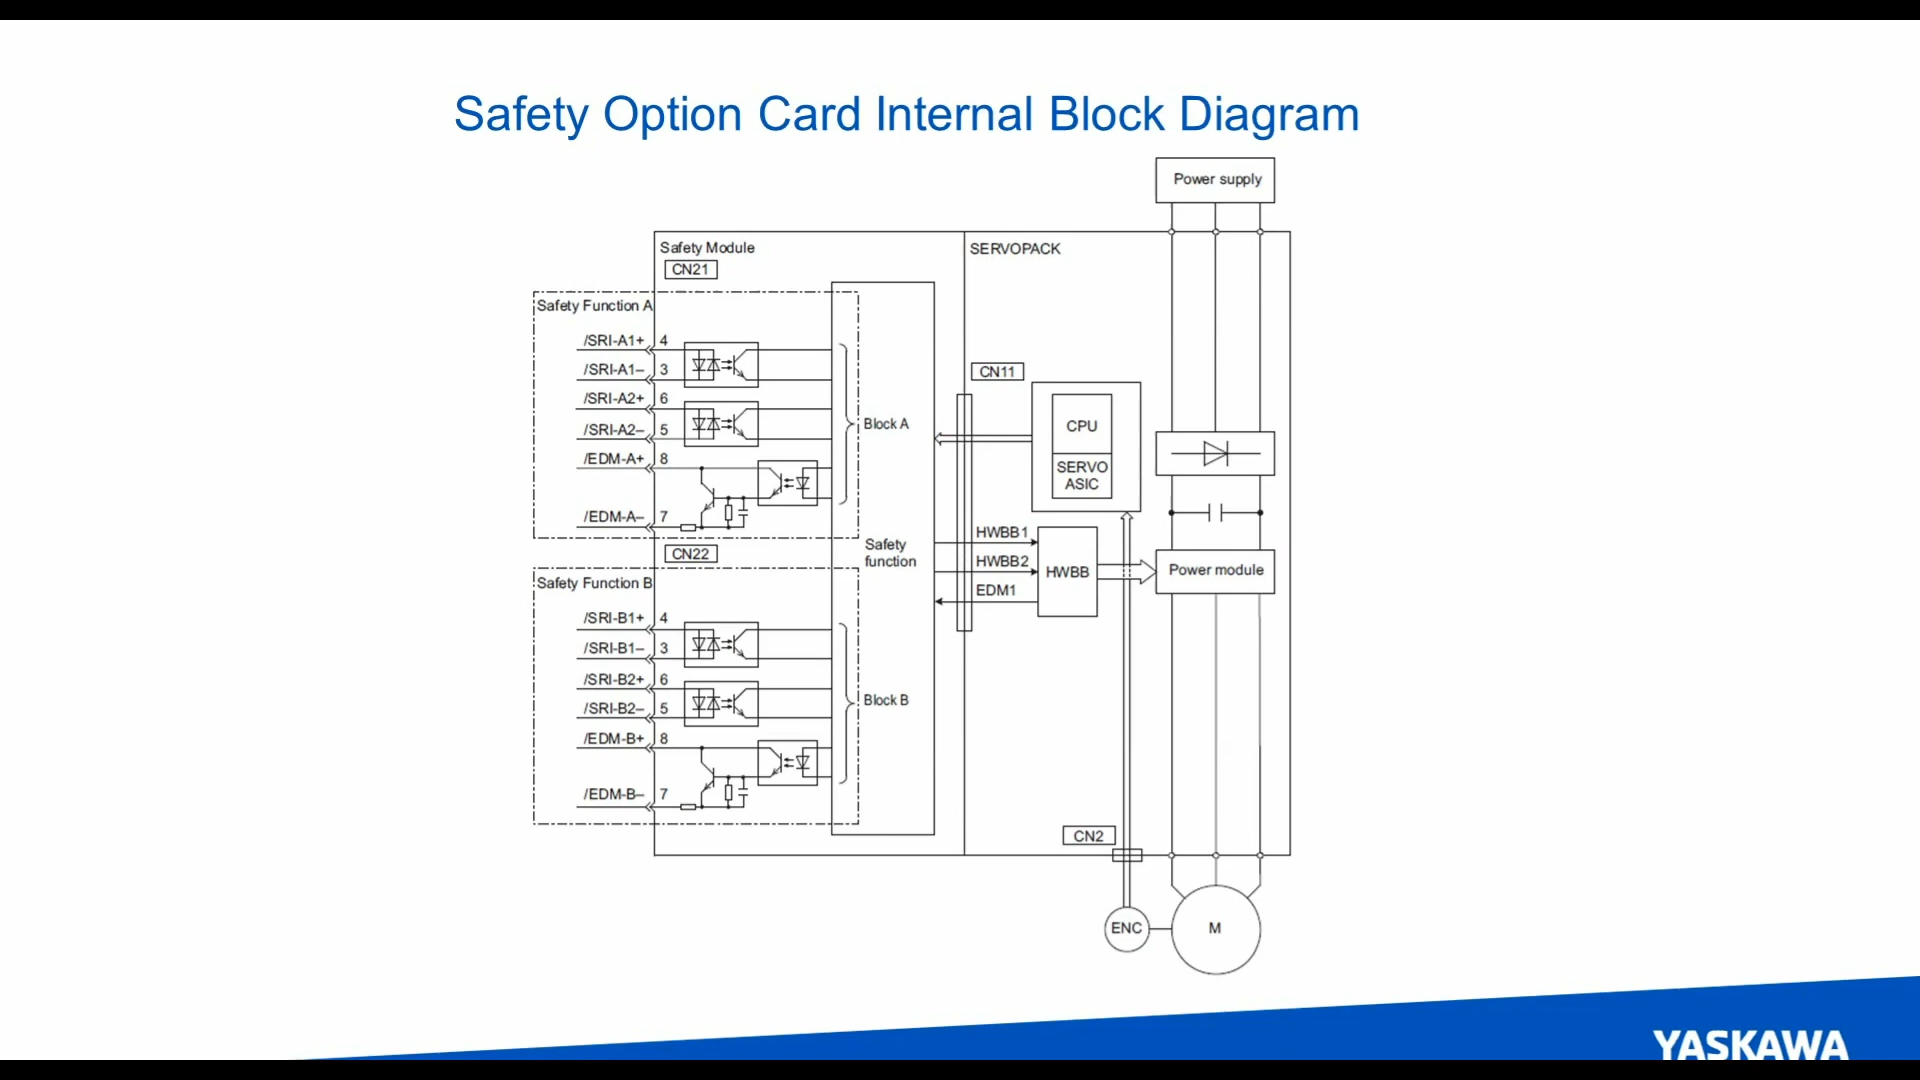 Safety Option Card Internal Block Diagram
Power supply
Safety Module
SERVOPACK
CN21
Safety Function A
/SRI-A1+ 4
/SRI-A1– 3
/SRI-A2+ 6
/SRI-A2– 5
/EDM-A+ 8
/EDM-A– 7
Block A
CN11
CPU
SERVO
ASIC
CN22
Safety
function
HWBB1
HWBB2
EDM1
HWBB
Power module
Safety Function B
/SRI-B1+ 4
/SRI-B1– 3
/SRI-B2+ 6
/SRI-B2– 5
/EDM-B+ 8
/EDM-B– 7
Block B
CN2
ENC
M
YASKAWA